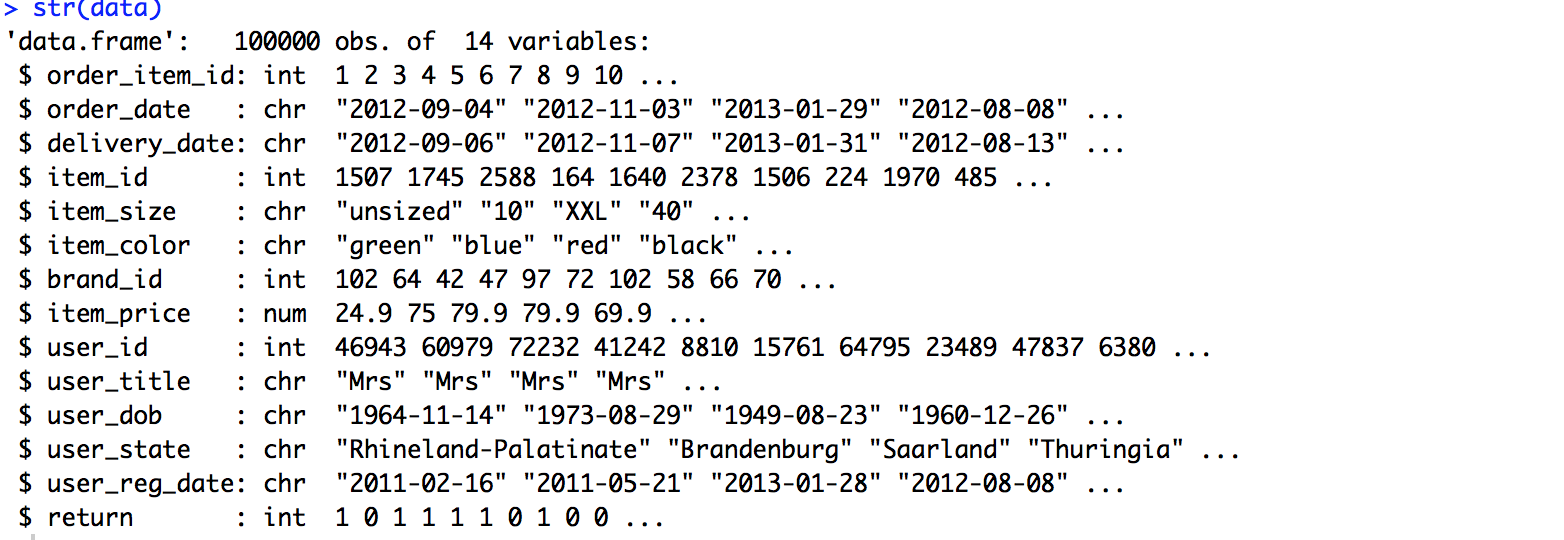 > str(data)
'data.frame':   100000 obs. of  14 variables:
 $ order_item_id: int  1 2 3 4 5 6 7 8 9 10 ...
 $ order_date   : chr  "2012-09-04" "2012-11-03" "2013-01-29" "2012-08-08" ...
 $ delivery_date: chr  "2012-09-06" "2012-11-07" "2013-01-31" "2012-08-13" ...
 $ item_id      : int  1507 1745 2588 164 1640 2378 1506 224 1970 485 ...
 $ item_size    : chr  "unsized" "10" "XXL" "40" ...
 $ item_color   : chr  "green" "blue" "red" "black" ...
 $ brand_id     : int  102 64 42 47 97 72 102 58 66 70 ...
 $ item_price   : num  24.9 75 79.9 79.9 69.9 ...
 $ user_id      : int  46943 60979 72232 41242 8810 15761 64795 23489 47837 6380 ...
 $ user_title   : chr  "Mrs" "Mrs" "Mrs" "Mrs" ...
 $ user_dob     : chr  "1964-11-14" "1973-08-29" "1949-08-23" "1960-12-26" ...
 $ user_state   : chr  "Rhineland-Palatinate" "Brandenburg" "Saarland" "Thuringia" ...
 $ user_reg_date: chr  "2011-02-16" "2011-05-21" "2013-01-28" "2012-08-08" ...
 $ return       : int  1 0 1 1 1 1 0 1 0 0 ...